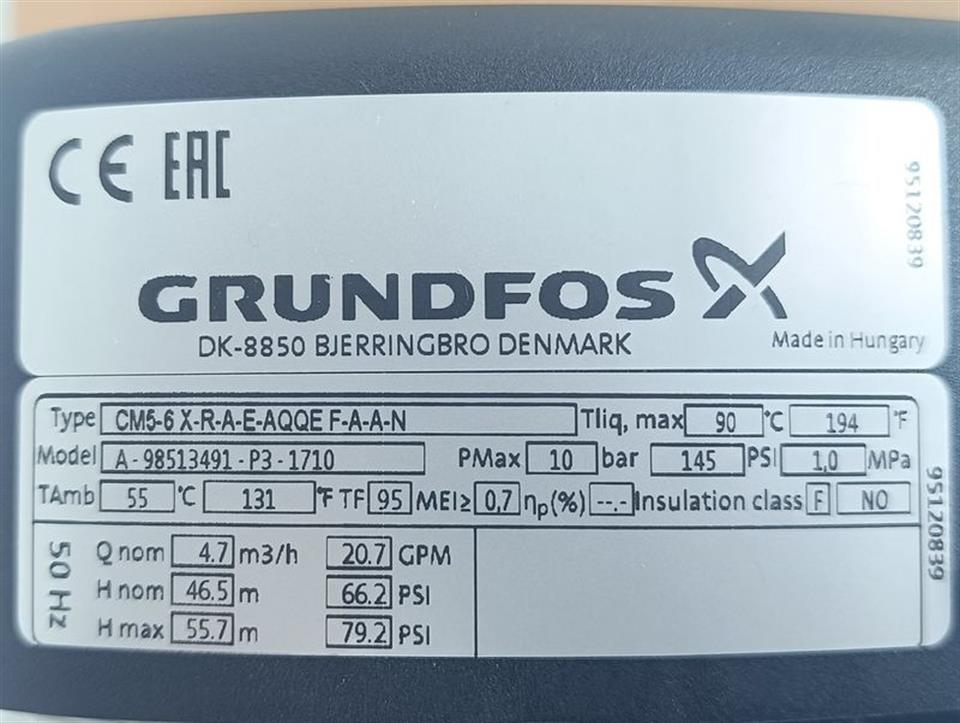 CE EAC
95120839
GRUNDFOS
DK-8850 BJERRINGBRO DENMARK
Made in Hungary
Type CM5-6 X-R-A-E-AQQE F-A-A-N Tliq, max 90 °C 194 °F
Model A - 98513491 - P3 - 1710 PMax 10 bar 145 PSI 1,0 MPa
TAmb 55 °C 131 °F TF 95 MEI≥ 0,7 ηp(%) --.- Insulation class F NO
95120839
50 Hz
Q nom 4.7 m3/h 20.7 GPM
H nom 46.5 m 66.2 PSI
H max 55.7 m 79.2 PSI